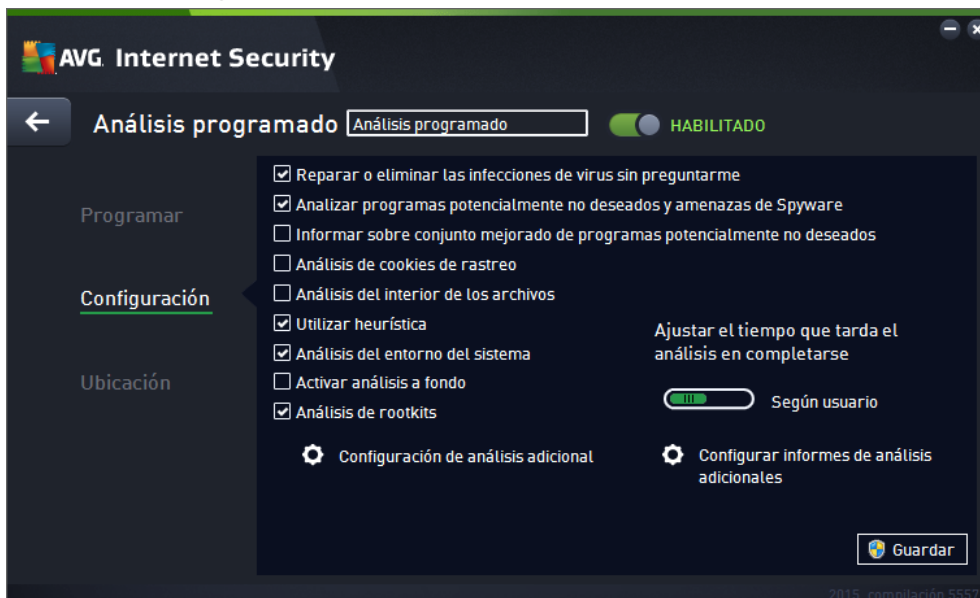 AVG. Internet Security
Análisis programado
Análisis programado
HABILITADO
Programar
Configuración
Ubicación
Reparar o eliminar las infecciones de virus sin preguntarme
Analizar programas potencialmente no deseados y amenazas de Spyware
Informar sobre conjunto mejorado de programas potencialmente no deseados
Análisis de cookies de rastreo
Análisis del interior de los archivos
Utilizar heurística
Análisis del entorno del sistema
Activar análisis a fondo
Análisis de rootkits
Ajustar el tiempo que tarda el
análisis en completarse
Según usuario
Configuración de análisis adicional
Configurar informes de análisis
adicionales
Guardar
2015, compilación